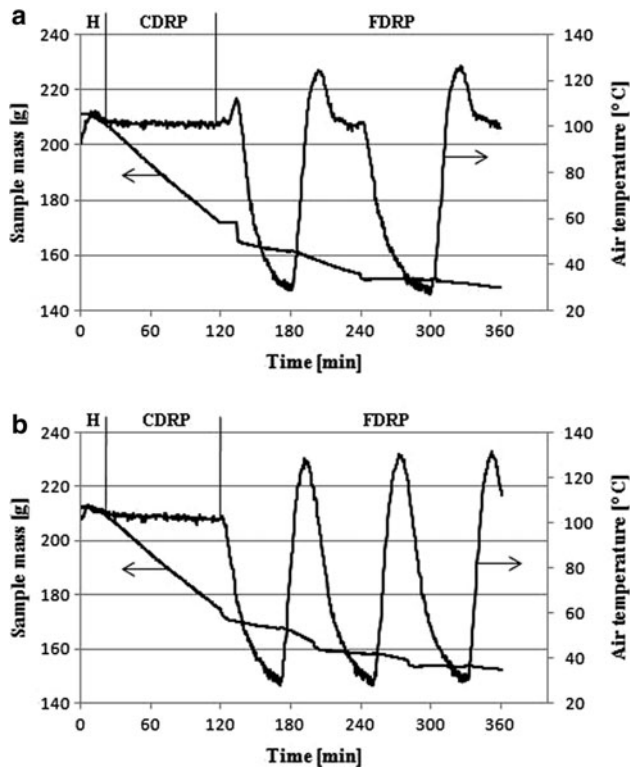 a
H CDRP FDRP
240 140
220 120
200 100
80
180 60
160 40
140 20
0 60 120 180 240 300 360
Sample mass [g]
Air temperature [°C]
Time [min]
b
H CDRP FDRP
240 140
220 120
200 100
80
180 60
160 40
140 20
0 60 120 180 240 300 360
Sample mass [g]
Air temperature [°C]
Time [min]